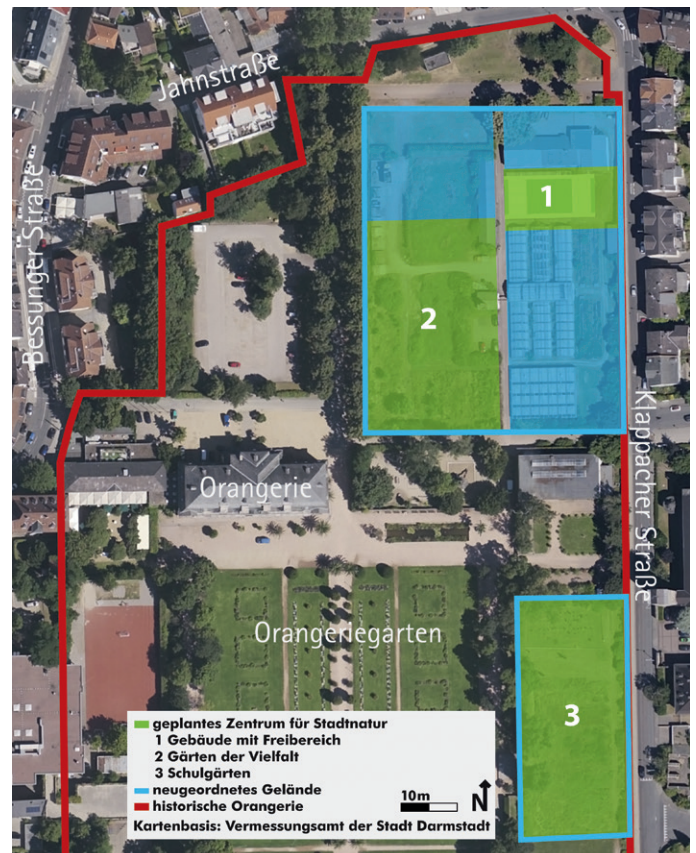 Jahnstraße
Bessunger Straße
1
2
Klappacher Straße
Orangerie
Orangeriegarten
3
geplantes Zentrum für Stadtnatur
1 Gebäude mit Freibereich
2 Gärten der Vielfalt
3 Schulgärten
neugeordnetes Gelände
historische Orangerie
10m
N
Kartenbasis: Vermessungsamt der Stadt Darmstadt